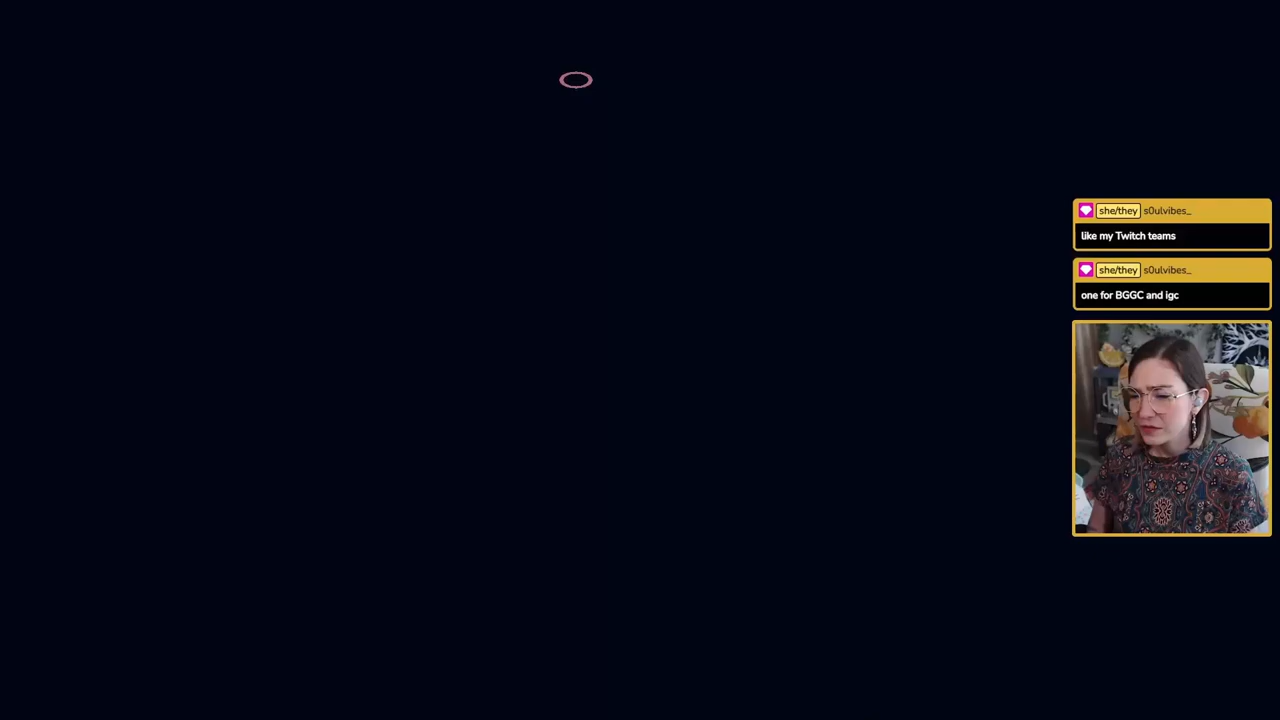 she/they s0ulvibes_
like my Twitch teams
she/they s0ulvibes_
one for BGGC and igc